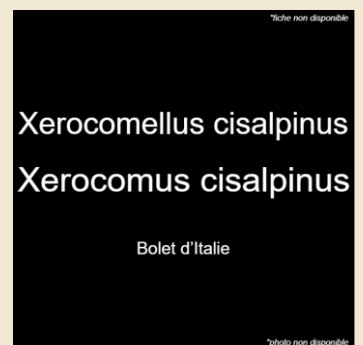 *fiche non disponible
Xerocomellus cisalpinus
Xerocomus cisalpinus
Bolet d'Italie
*photo non disponible